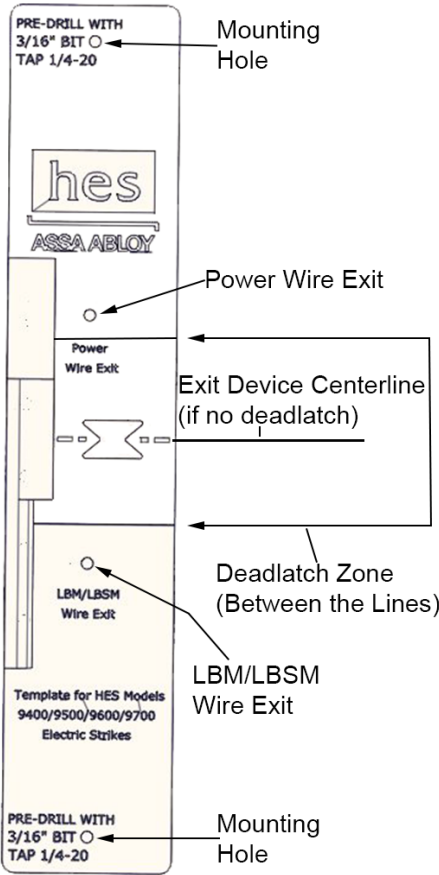 PRE-DRILL WITH
3/16" BIT
TAP 1/4-20
Mounting
Hole
hes
ASSA ABLOY
Power Wire Exit
Power
Wire Exit
Exit Device Centerline
(if no deadlatch)
Deadlatch Zone
(Between the Lines)
LBM/LBSM
Wire Exit
LBM/LBSM
Wire Exit
Template for HES Models
9400/9500/9600/9700
Electric Strikes
PRE-DRILL WITH
3/16" BIT
TAP 1/4-20
Mounting
Hole